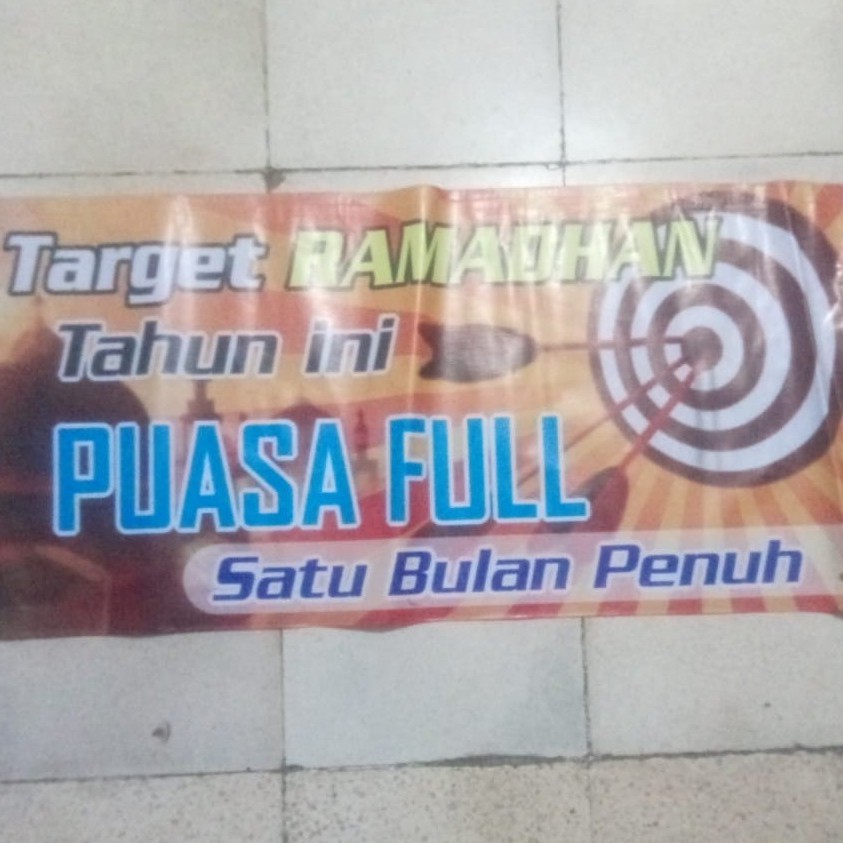 Target RAMADHAN
Tahun ini
PUASA FULL
Satu Bulan Penuh